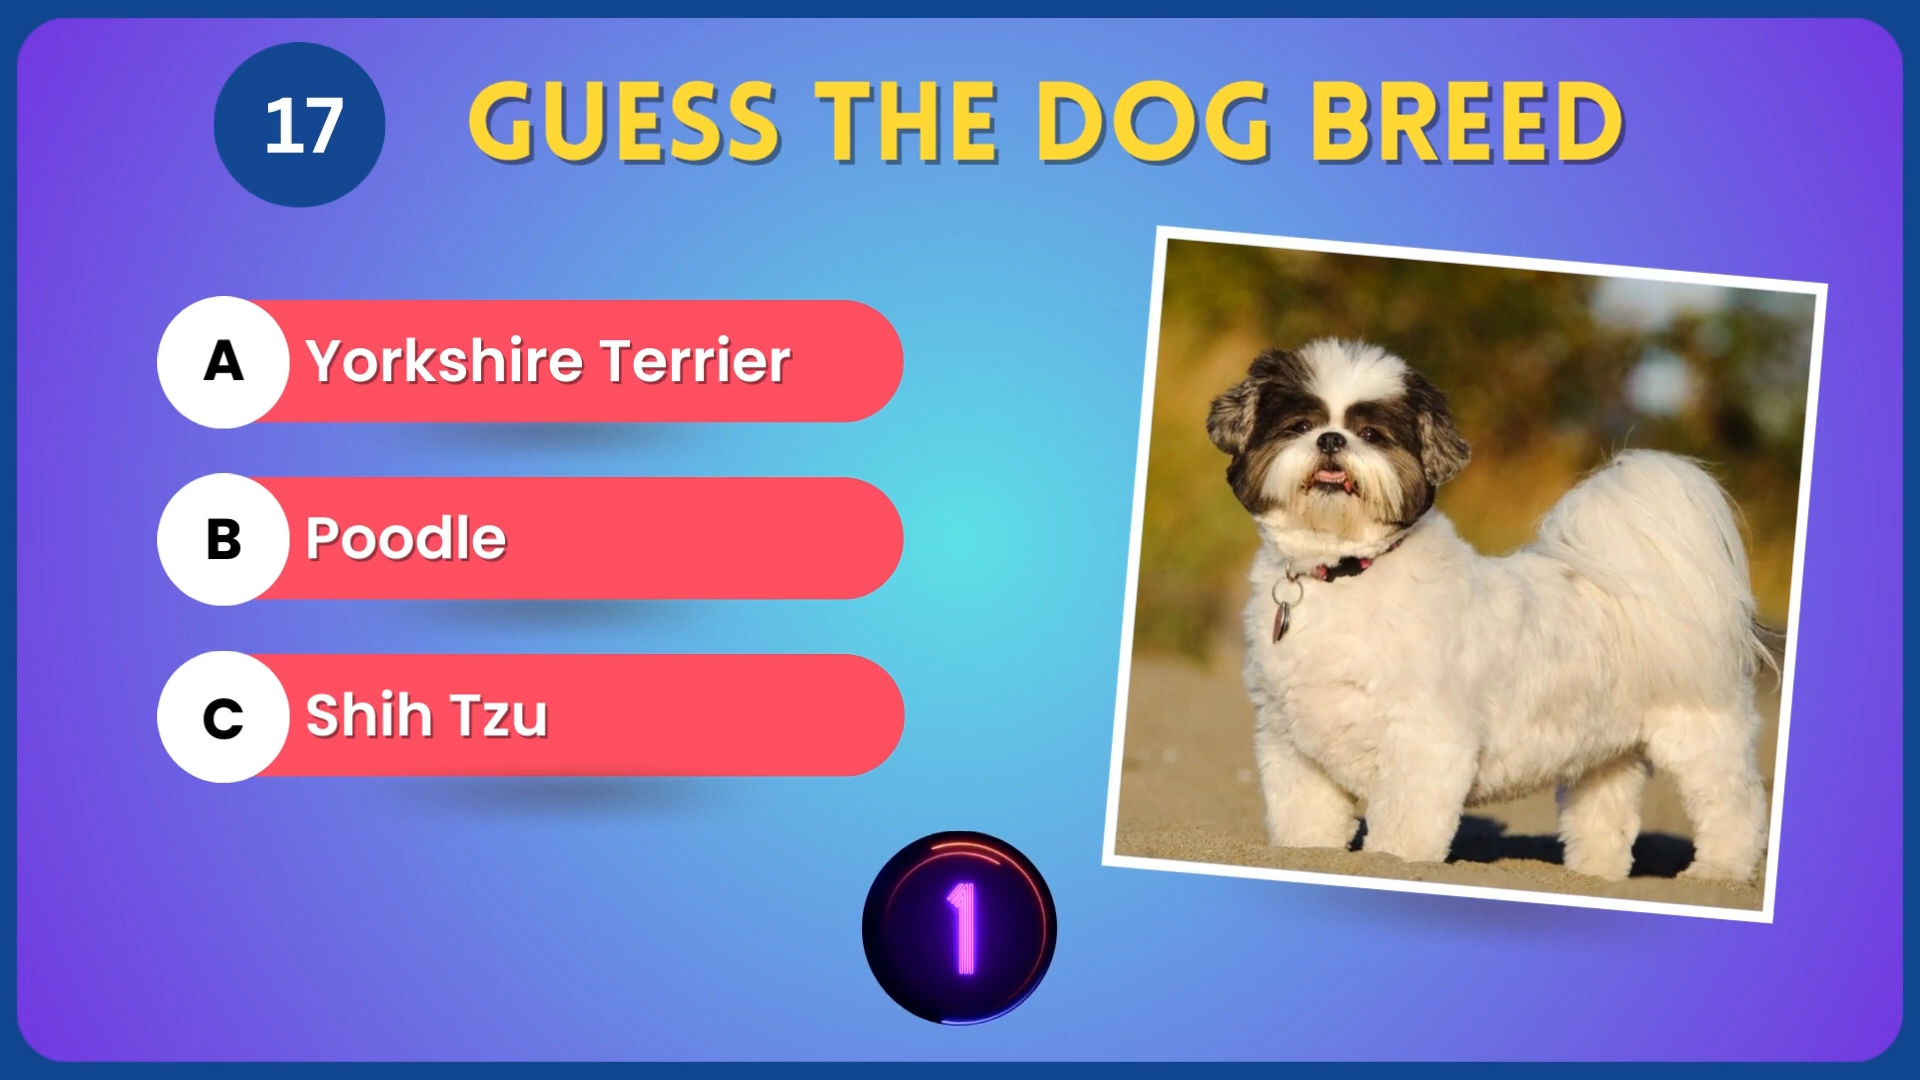 17
GUESS THE DOG BREED
A Yorkshire Terrier
B Poodle
C Shih Tzu
1